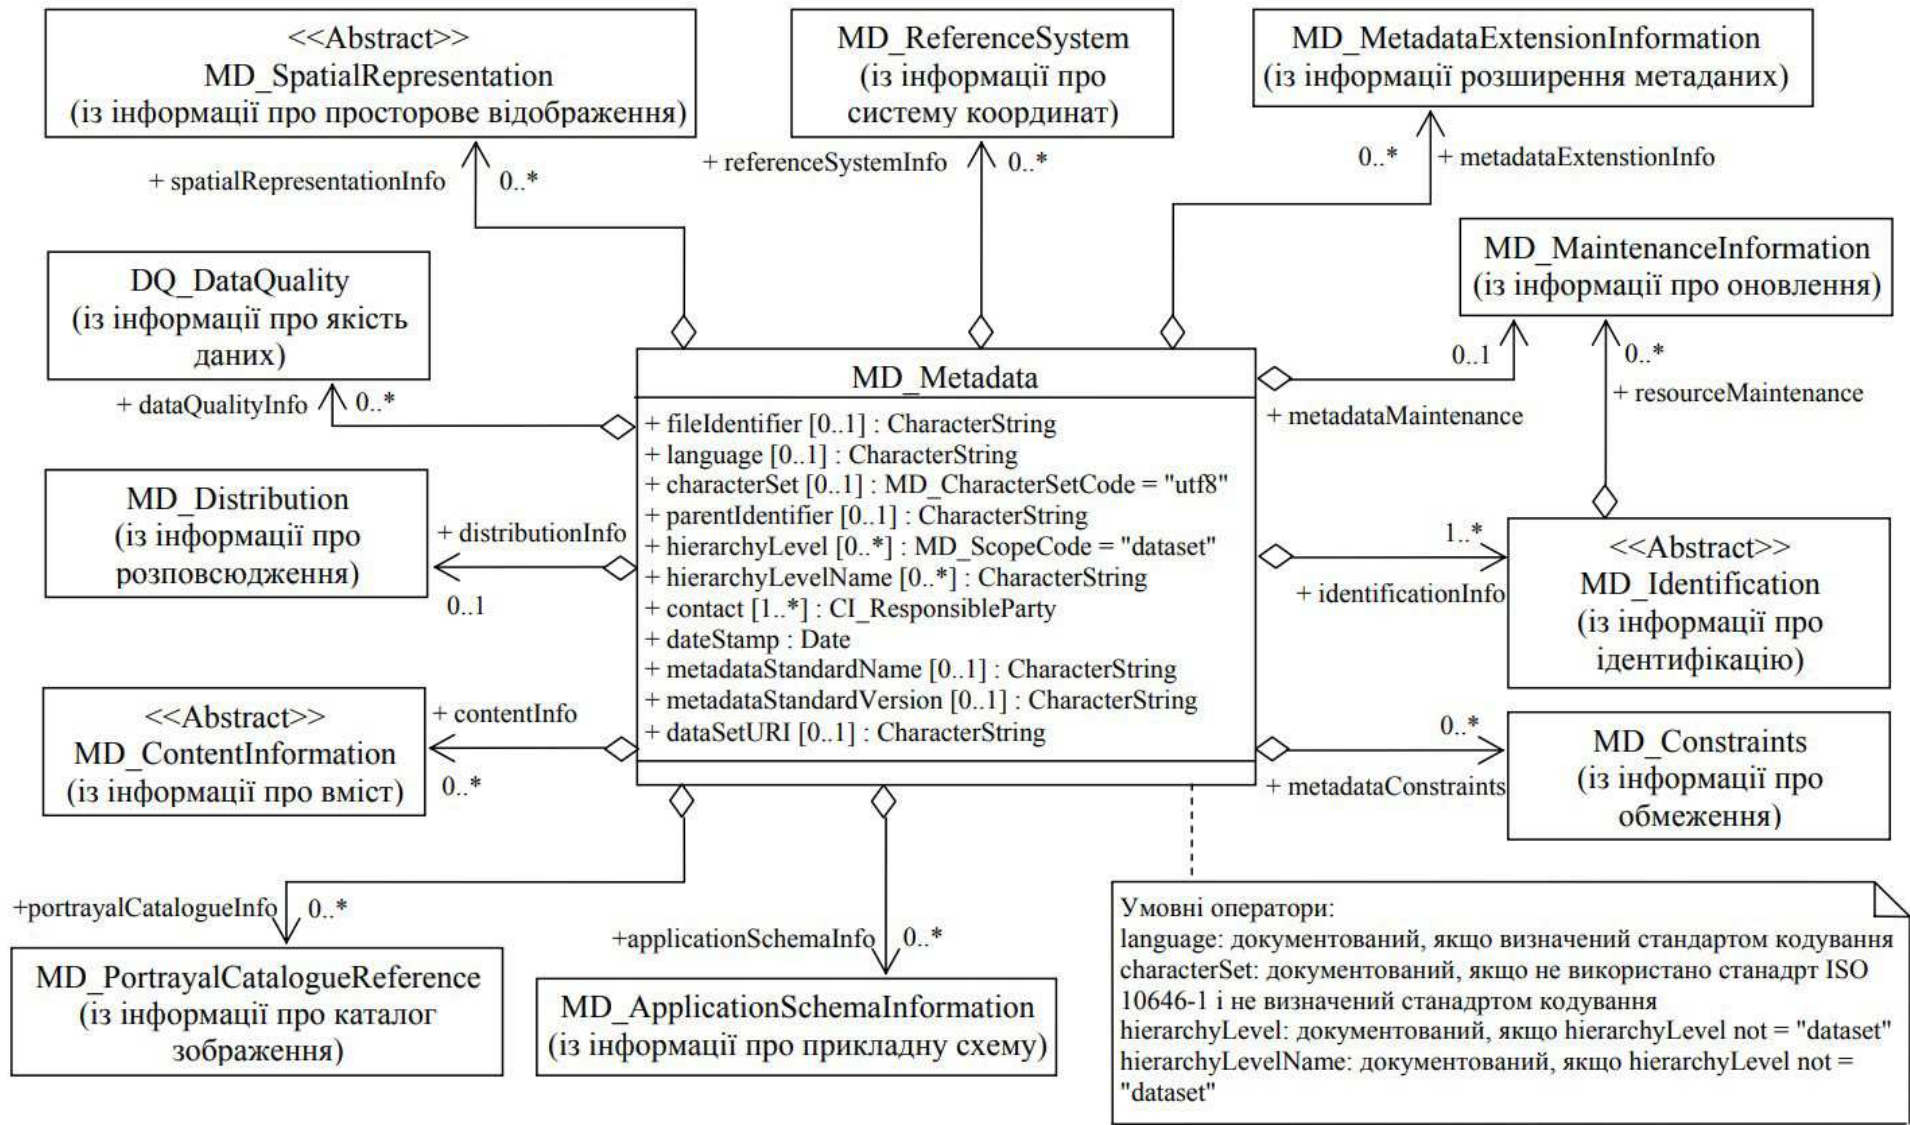 <<Abstract>>
MD_SpatialRepresentation
(із інформації про просторове відображення)
MD_ReferenceSystem
(із інформації про
систему координат)
MD_MetadataExtensionInformation
(із інформації розширення метаданих)
+ spatialRepresentationInfo
0..*
+ referenceSystemInfo
0..*
0..*
+ metadataExtenstionInfo
DQ_DataQuality
(із інформації про якість
даних)
MD_MaintenanceInformation
(із інформації про оновлення)
+ dataQualityInfo
0..*
0..1
+ metadataMaintenance
0..*
+ resourceMaintenance
MD_Metadata
+ fileIdentifier [0..1] : CharacterString
+ language [0..1] : CharacterString
+ characterSet [0..1] : MD_CharacterSetCode = "utf8"
+ parentIdentifier [0..1] : CharacterString
+ hierarchyLevel [0..*] : MD_ScopeCode = "dataset"
+ hierarchyLevelName [0..*] : CharacterString
+ contact [1..*] : CI_ResponsibleParty
+ dateStamp : Date
+ metadataStandardName [0..1] : CharacterString
+ metadataStandardVersion [0..1] : CharacterString
+ dataSetURI [0..1] : CharacterString
MD_Distribution
(із інформації про
розповсюдження)
+ distributionInfo
0..1
1..*
+ identificationInfo
<<Abstract>>
MD_Identification
(із інформації про
ідентифікацію)
<<Abstract>>
MD_ContentInformation
(із інформації про вміст)
+ contentInfo
0..*
0..*
+ metadataConstraints
MD_Constraints
(із інформації про
обмеження)
+portrayalCatalogueInfo
0..*
+applicationSchemaInfo
0..*
MD_PortrayalCatalogueReference
(із інформації про каталог
зображення)
MD_ApplicationSchemaInformation
(із інформації про прикладну схему)
Умовні оператори:
language: документований, якщо визначений стандартом кодування
characterSet: документований, якщо не використано станадрт ISO
10646-1 і не визначений станадртом кодування
hierarchyLevel: документований, якщо hierarchyLevel not = "dataset"
hierarchyLevelName: документований, якщо hierarchyLevel not =
"dataset"